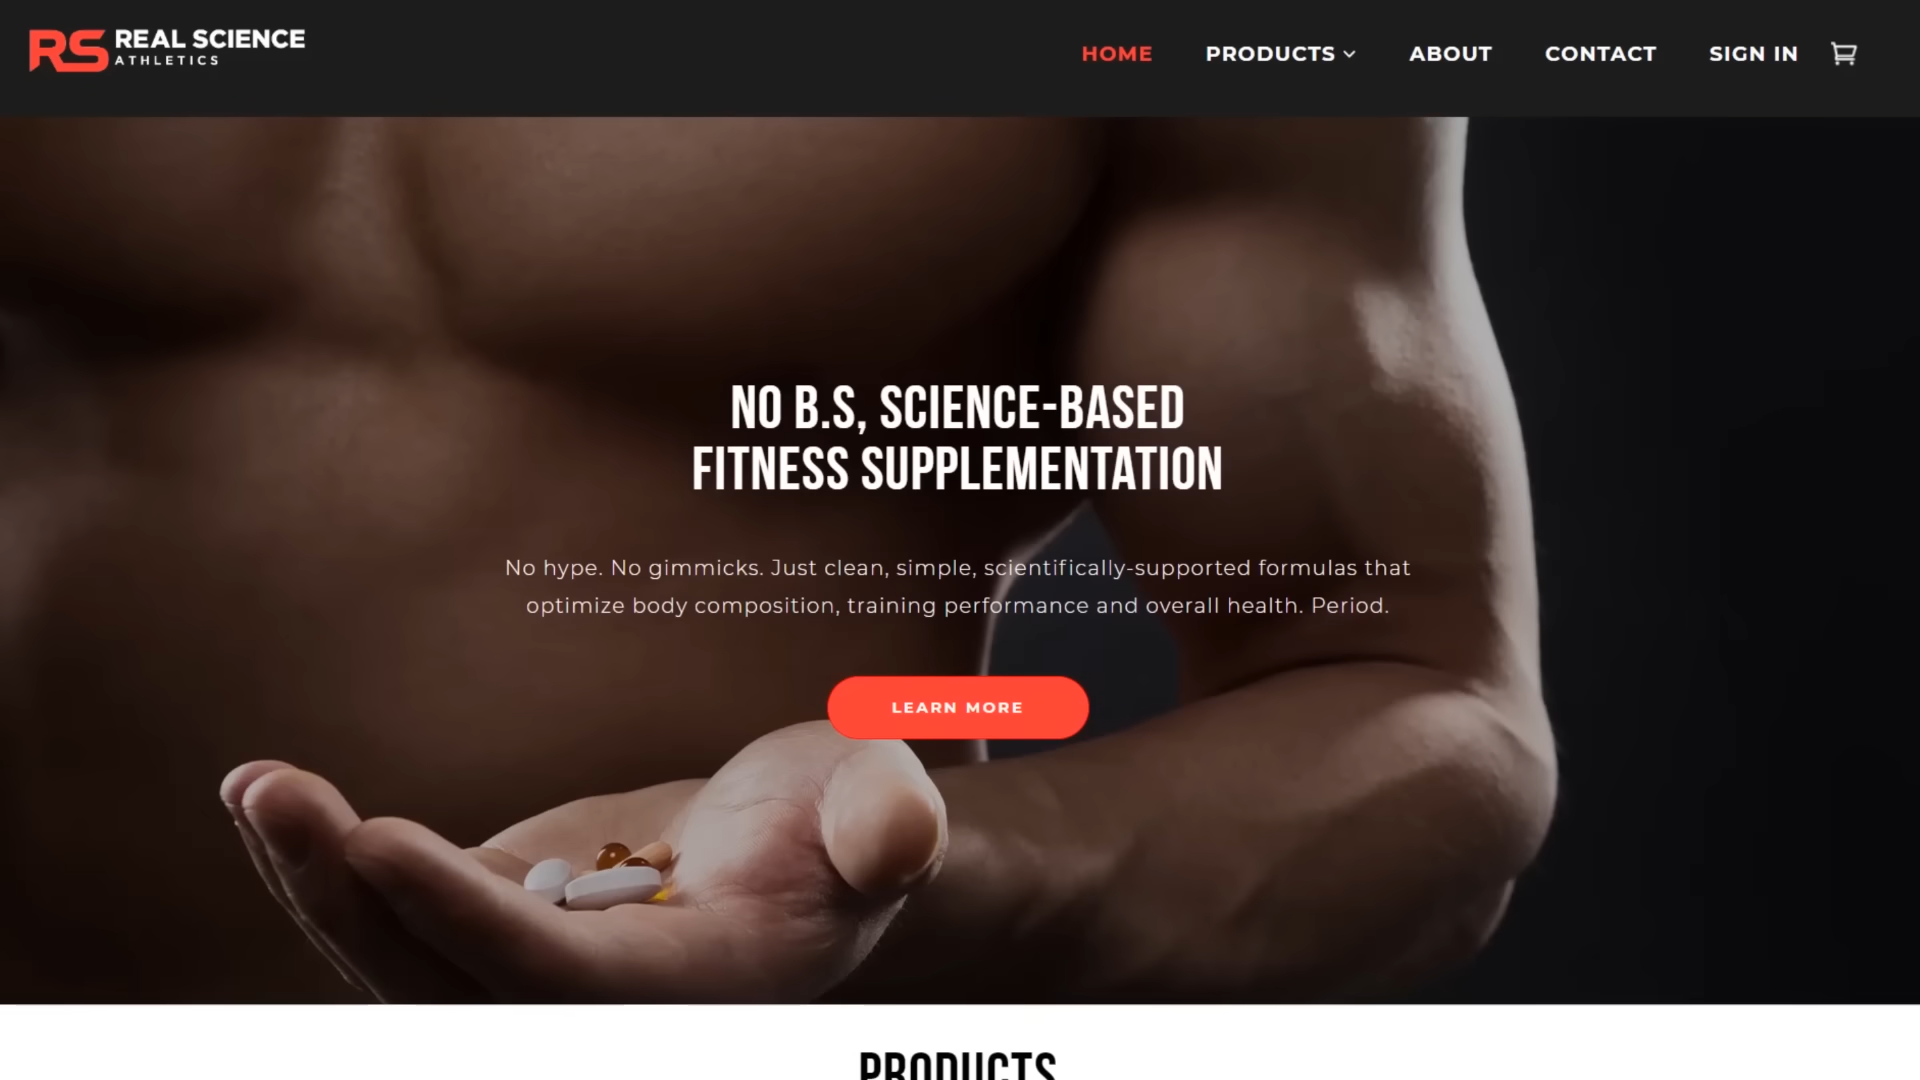 RS REAL SCIENCE
ATHLETICS
HOME PRODUCTS ABOUT CONTACT SIGN IN
NO B.S, SCIENCE-BASED
FITNESS SUPPLEMENTATION
No hype. No gimmicks. Just clean, simple, scientifically-supported formulas that
optimize body composition, training performance and overall health. Period.
LEARN MORE
PRODUCTS